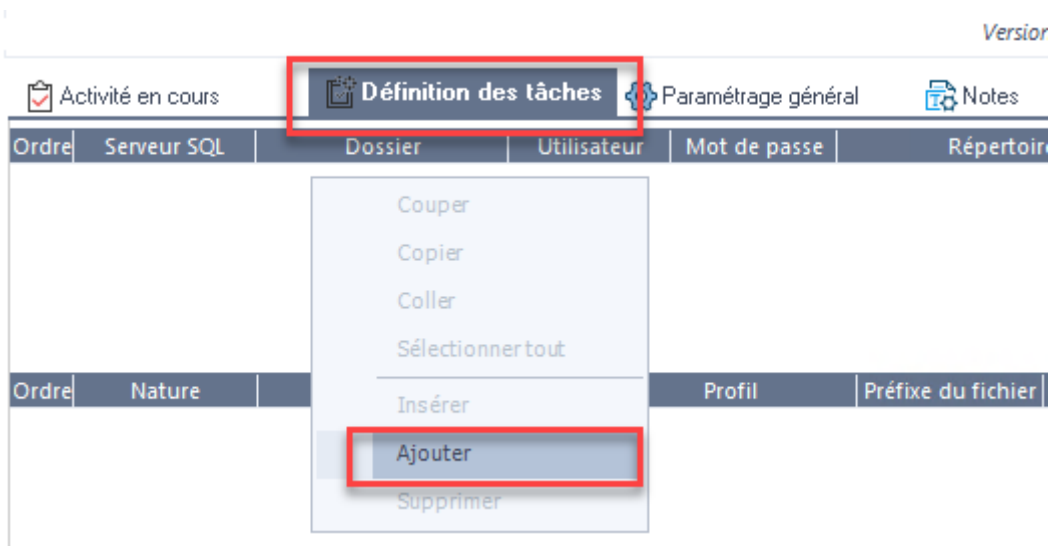 Version
Activité en cours Définition des tâches Paramétrage général Notes
Ordre Serveur SQL Dossier Utilisateur Mot de passe Répertoire
Couper
Copier
Coller
Sélectionner tout
Ordre Nature Profil Préfixe du fichier
Insérer
Ajouter
Supprimer